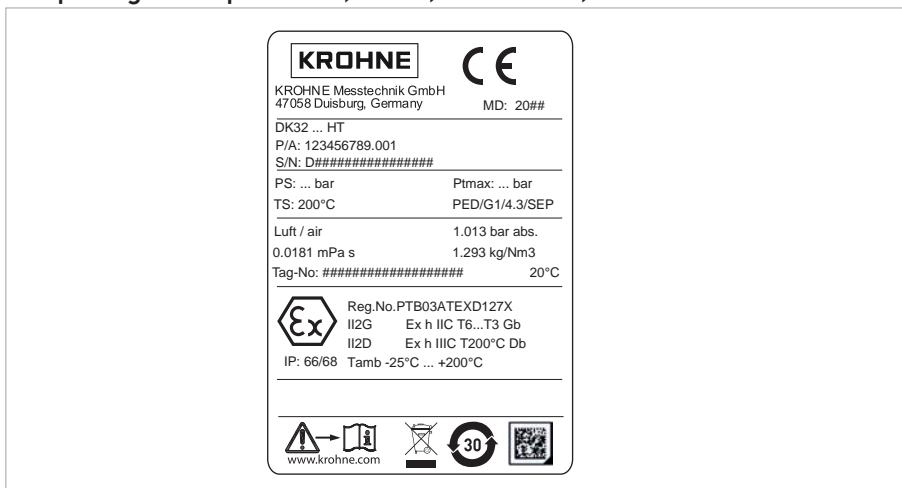 KROHNE CE
KROHNE Messtechnik GmbH
47058 Duisburg, Germany MD: 20##
DK32 ... HT
P/A: 123456789.001
S/N: D################
PS: ... bar Ptmax: ... bar
TS: 200°C PED/G1/4.3/SEP
Luft / air 1.013 bar abs.
0.0181 mPa s 1.293 kg/Nm3
Tag-No: ################### 20°C
Ex
Reg.No.PTB03ATEXD127X
II2G Ex h IIC T6...T3 Gb
II2D Ex h IIIC T200°C Db
IP: 66/68 Tamb -25°C ... +200°C
30
www.krohne.com